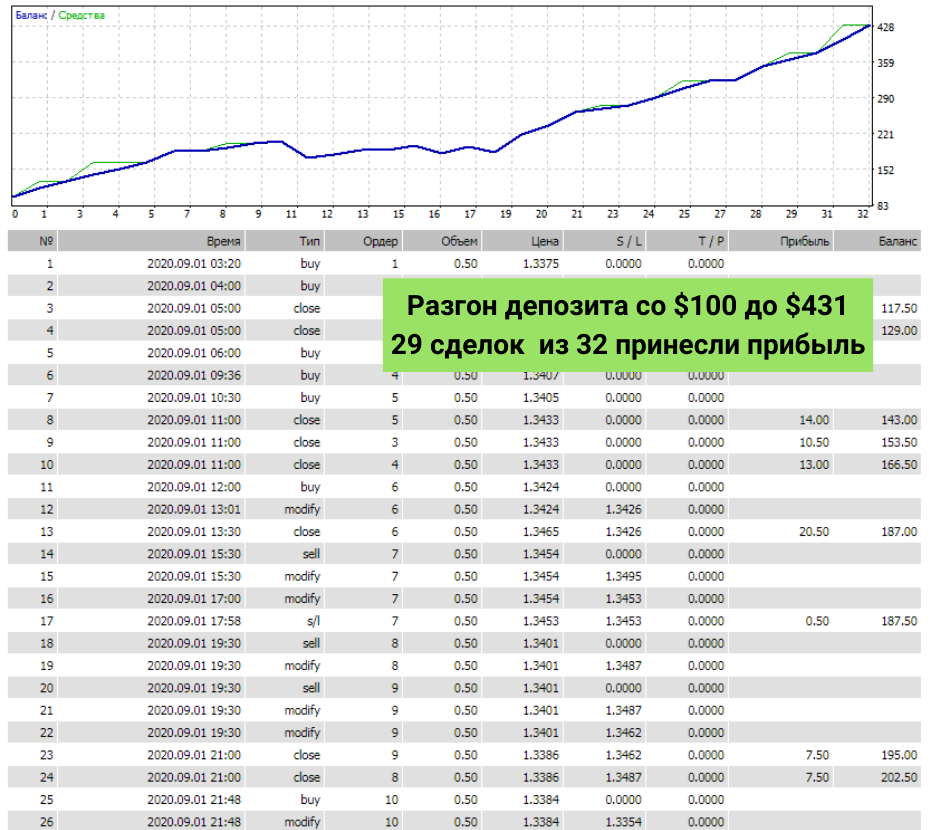 Баланс / Средства
428
359
290
221
152
83
0 1 3 4 5 7 8 9 11 12 13 15 16 17 19 20 21 23 24 25 27 28 29 31 32
№ Время Тип Ордер Объем Цена S / L T / P Прибыль Баланс
1 2020.09.01 03:20 buy 1 0.50 1.3375 0.0000 0.0000
2 2020.09.01 04:00 buy
Разгон депозита со $100 до $431
3 2020.09.01 05:00 close 117.50
4 2020.09.01 05:00 close 129.00
29 сделок из 32 принесли прибыль
5 2020.09.01 06:00 buy
6 2020.09.01 09:36 buy 4 0.50 1.3407 0.0000 0.0000
7 2020.09.01 10:30 buy 5 0.50 1.3405 0.0000 0.0000
8 2020.09.01 11:00 close 5 0.50 1.3433 0.0000 0.0000 14.00 143.00
9 2020.09.01 11:00 close 3 0.50 1.3433 0.0000 0.0000 10.50 153.50
10 2020.09.01 11:00 close 4 0.50 1.3433 0.0000 0.0000 13.00 166.50
11 2020.09.01 12:00 buy 6 0.50 1.3424 0.0000 0.0000
12 2020.09.01 13:01 modify 6 0.50 1.3424 1.3426 0.0000
13 2020.09.01 13:30 close 6 0.50 1.3465 1.3426 0.0000 20.50 187.00
14 2020.09.01 15:30 sell 7 0.50 1.3454 0.0000 0.0000
15 2020.09.01 15:30 modify 7 0.50 1.3454 1.3495 0.0000
16 2020.09.01 17:00 modify 7 0.50 1.3454 1.3453 0.0000
17 2020.09.01 17:58 s/l 7 0.50 1.3453 1.3453 0.0000 0.50 187.50
18 2020.09.01 19:30 sell 8 0.50 1.3401 0.0000 0.0000
19 2020.09.01 19:30 modify 8 0.50 1.3401 1.3487 0.0000
20 2020.09.01 19:30 sell 9 0.50 1.3401 0.0000 0.0000
21 2020.09.01 19:30 modify 9 0.50 1.3401 1.3487 0.0000
22 2020.09.01 19:30 modify 9 0.50 1.3401 1.3462 0.0000
23 2020.09.01 21:00 close 9 0.50 1.3386 1.3462 0.0000 7.50 195.00
24 2020.09.01 21:00 close 8 0.50 1.3386 1.3487 0.0000 7.50 202.50
25 2020.09.01 21:48 buy 10 0.50 1.3384 0.0000 0.0000
26 2020.09.01 21:48 modify 10 0.50 1.3384 1.3354 0.0000